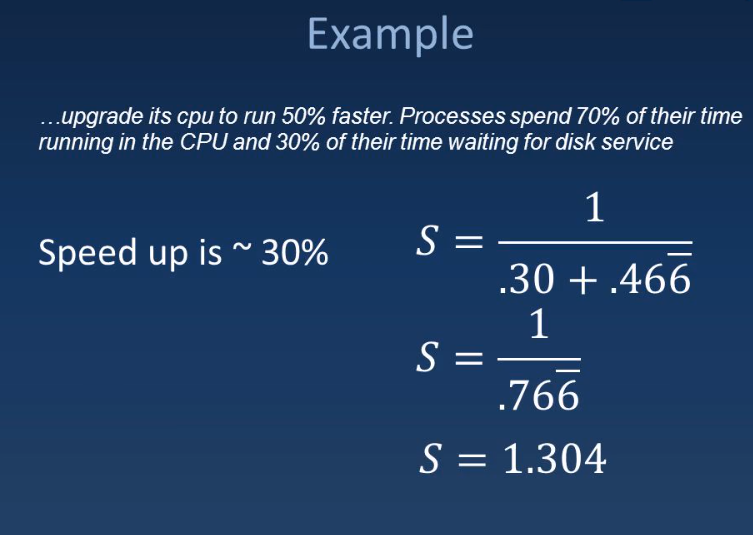 Example
...upgrade its cpu to run 50% faster. Processes spend 70% of their time
running in the CPU and 30% of their time waiting for disk service
Speed up is ~ 30%
S = 1 / .30 + .466̅
S = 1 / .766̅
S = 1.304